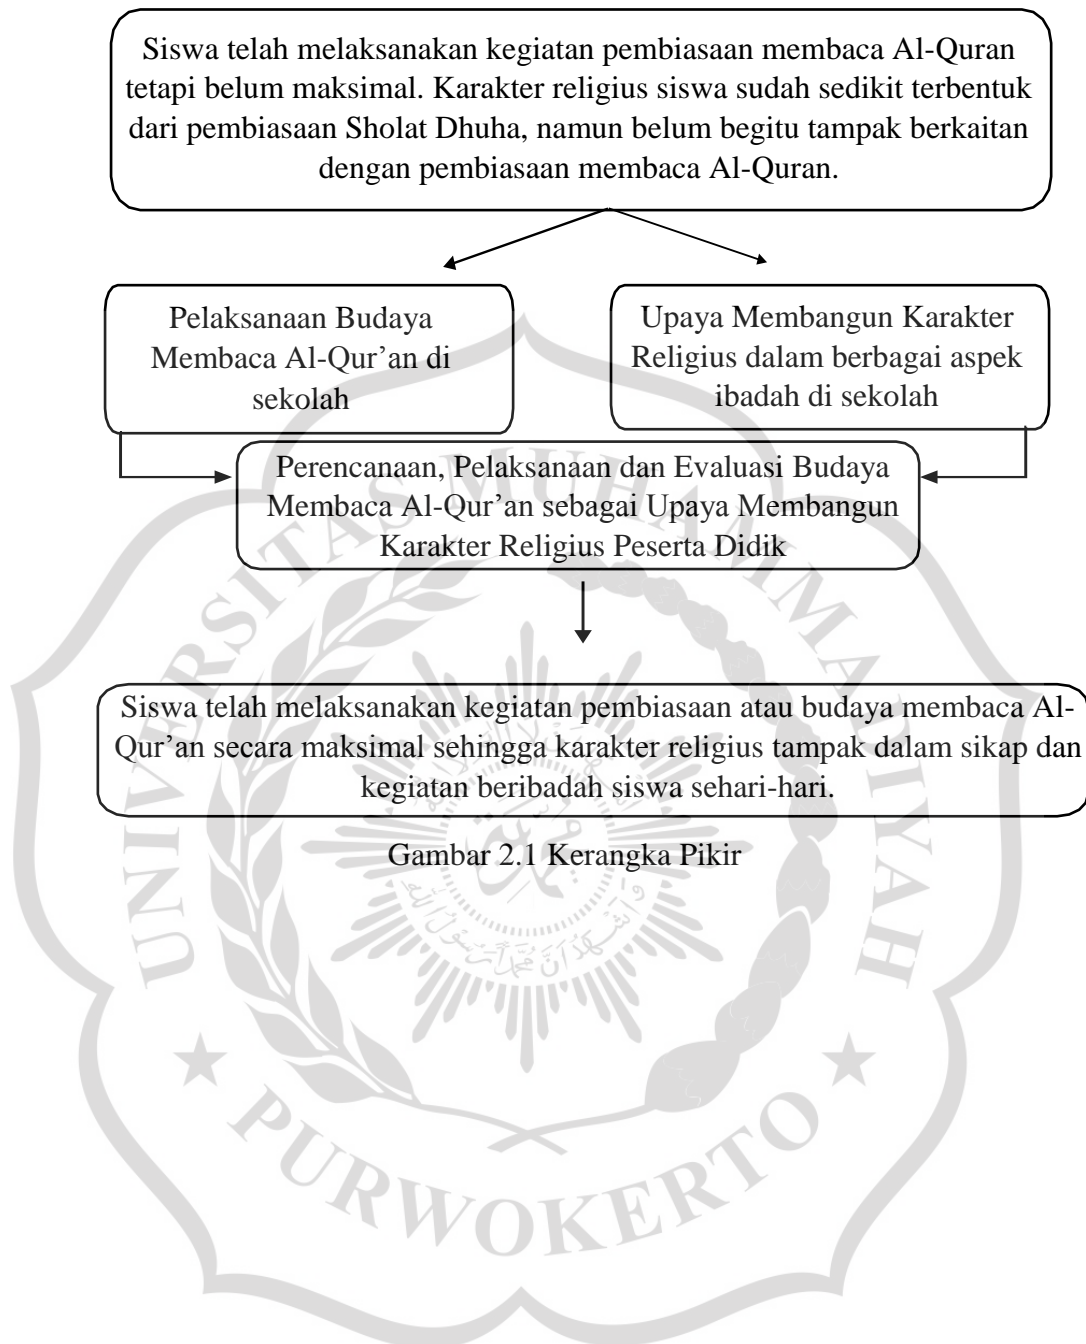 Siswa telah melaksanakan kegiatan pembiasaan membaca Al-Quran
tetapi belum maksimal. Karakter religius siswa sudah sedikit terbentuk
dari pembiasaan Sholat Dhuha, namun belum begitu tampak berkaitan
dengan pembiasaan membaca Al-Quran.
Pelaksanaan Budaya
Membaca Al-Qur’an di
sekolah
Upaya Membangun Karakter
Religius dalam berbagai aspek
ibadah di sekolah
Perencanaan, Pelaksanaan dan Evaluasi Budaya
Membaca Al-Qur’an sebagai Upaya Membangun
Karakter Religius Peserta Didik
Siswa telah melaksanakan kegiatan pembiasaan atau budaya membaca Al-
Qur’an secara maksimal sehingga karakter religius tampak dalam sikap dan
kegiatan beribadah siswa sehari-hari.
Gambar 2.1 Kerangka Pikir
UNIVERSITAS MUHAMMADIYAH
PURWOKERTO